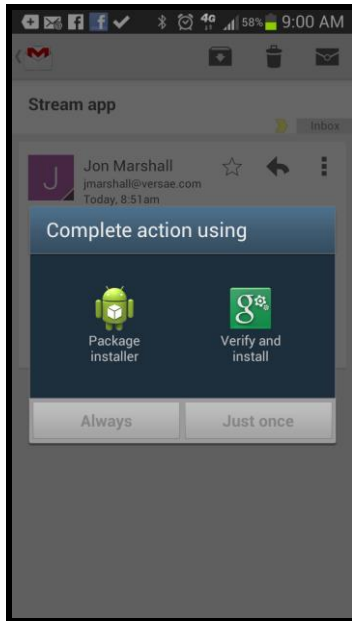 4G 58% 9:00 AM
Stream app
Inbox
J
Jon Marshall
jmarshall@versae.com
Today, 8:51am
Complete action using
g
Package
installer
Verify and
install
Always
Just once